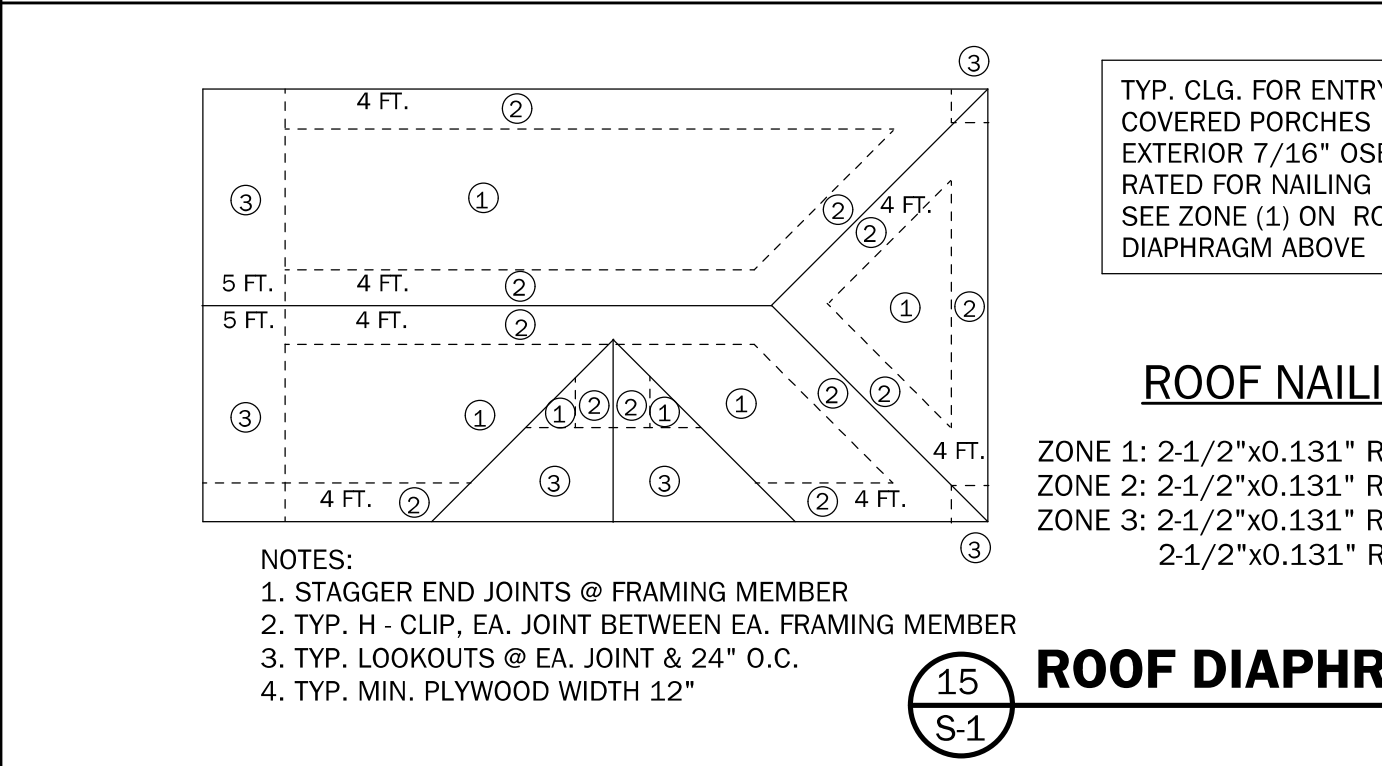 3
4 FT. 2
3 1 2 4 FT. 2
5 FT. 4 FT. 2 1 2
5 FT. 4 FT. 2
3 1 1 2 2 1 1 2 2
4 FT.
4 FT. 2 3 3 2 4 FT.
3
TYP. CLG. FOR ENTRY
COVERED PORCHES
EXTERIOR 7/16" OSB
RATED FOR NAILING
SEE ZONE (1) ON RO
DIAPHRAGM ABOVE
ROOF NAILI
ZONE 1: 2-1/2"x0.131" R
ZONE 2: 2-1/2"x0.131" R
ZONE 3: 2-1/2"x0.131" R
2-1/2"x0.131" R
NOTES:
1. STAGGER END JOINTS @ FRAMING MEMBER
2. TYP. H - CLIP, EA. JOINT BETWEEN EA. FRAMING MEMBER
3. TYP. LOOKOUTS @ EA. JOINT & 24" O.C.
4. TYP. MIN. PLYWOOD WIDTH 12"
15
S-1
ROOF DIAPHR